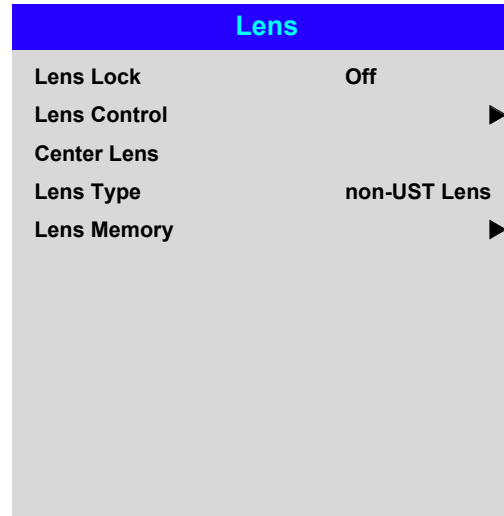 Lens
Lens Lock Off
Lens Control
Center Lens
Lens Type non-UST Lens
Lens Memory